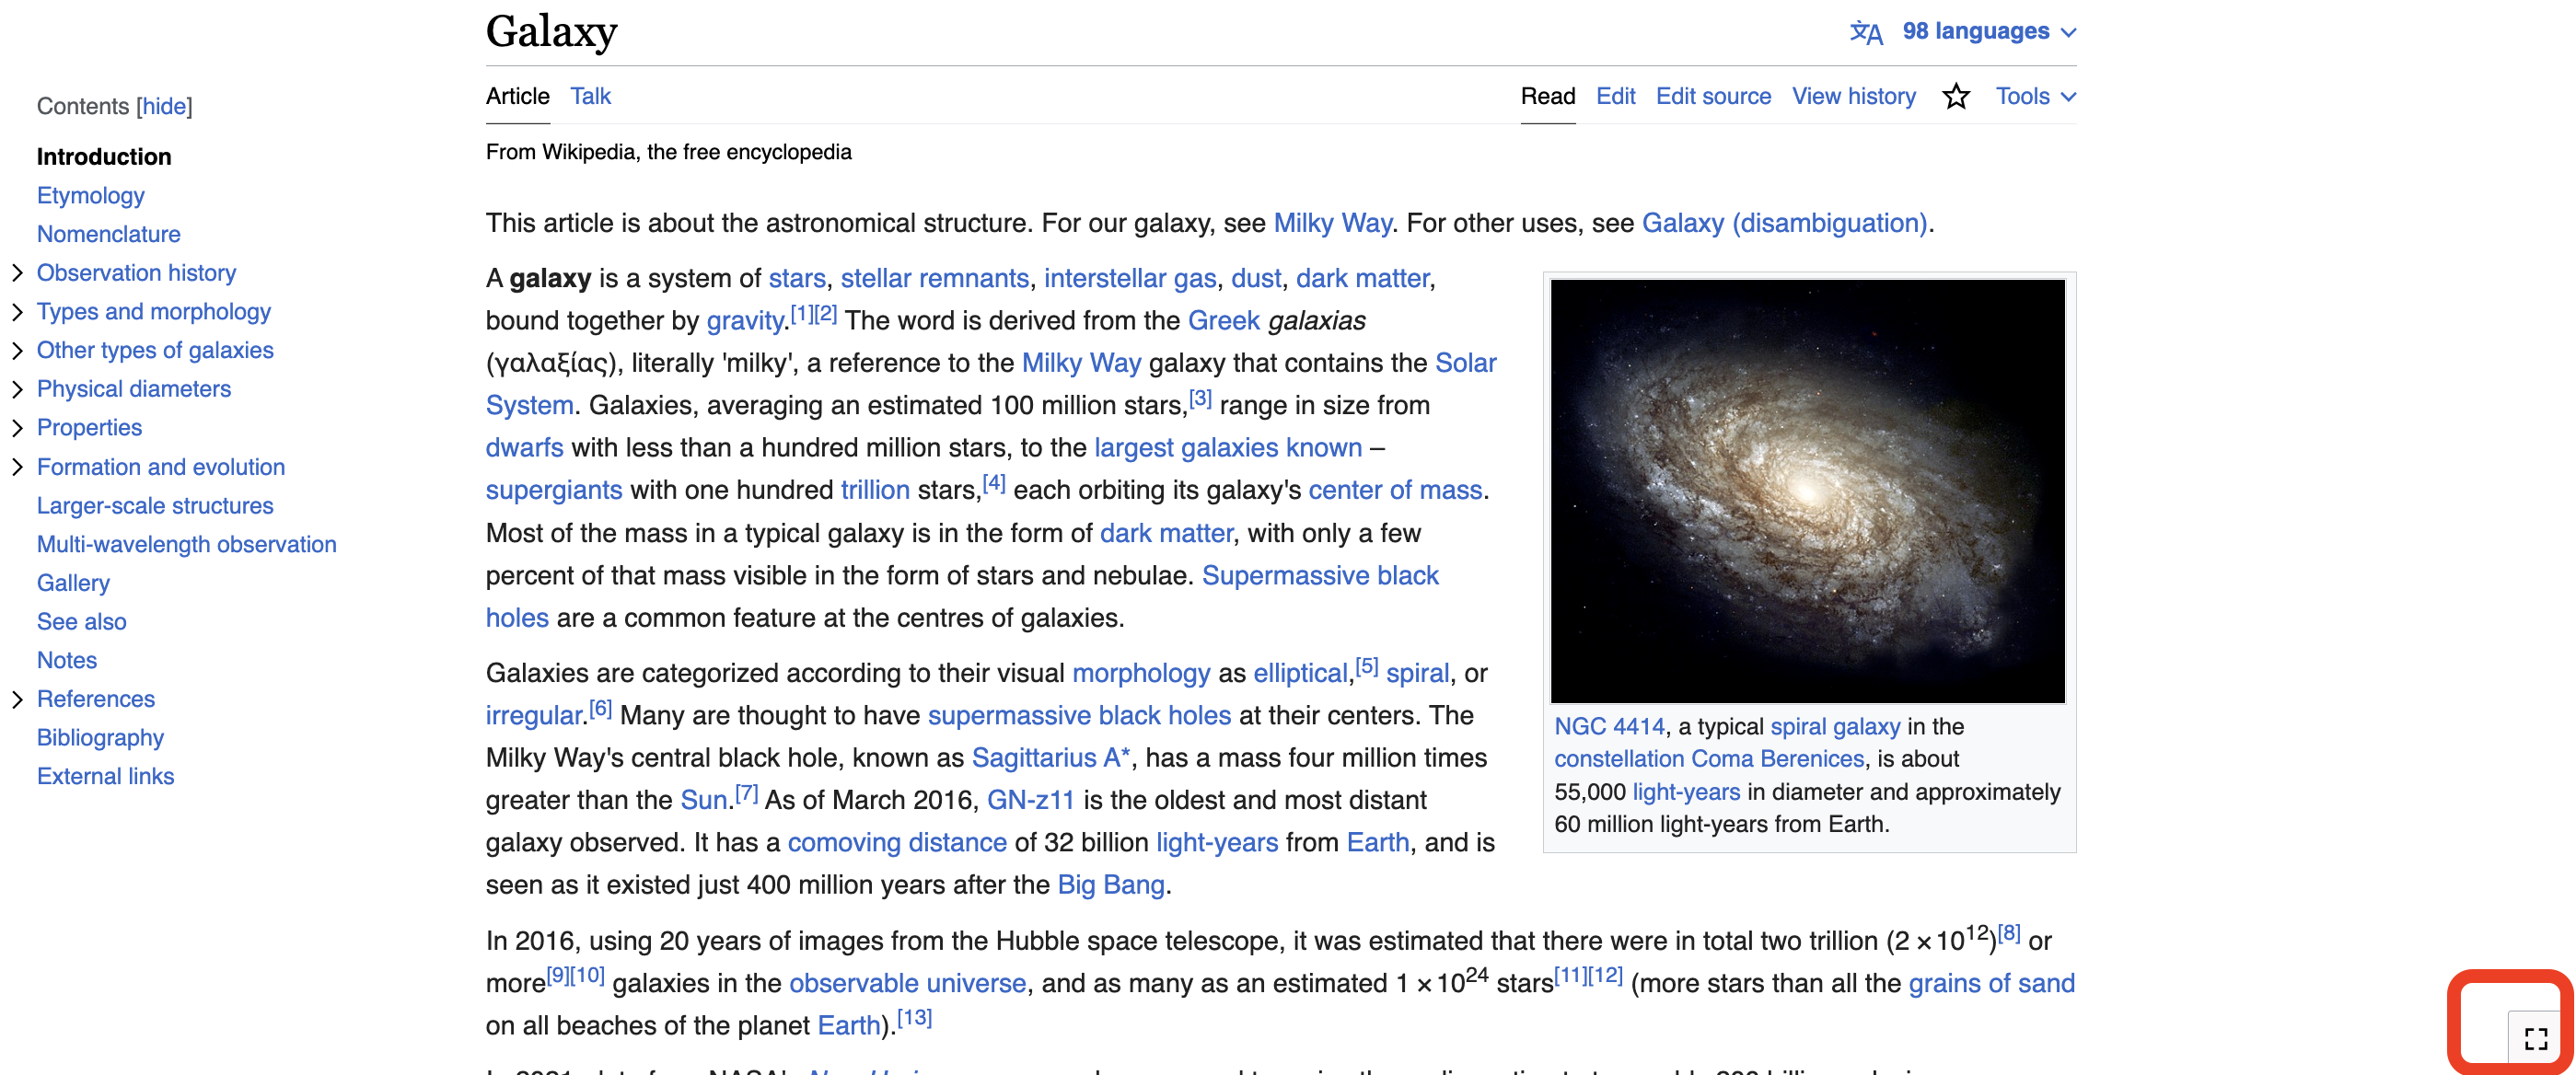 Galaxy
98 languages
Article Talk
Read Edit Edit source View history Tools
Contents [hide]
Introduction
Etymology
Nomenclature
Observation history
Types and morphology
Other types of galaxies
Physical diameters
Properties
Formation and evolution
Larger-scale structures
Multi-wavelength observation
Gallery
See also
Notes
References
Bibliography
External links
From Wikipedia, the free encyclopedia
This article is about the astronomical structure. For our galaxy, see Milky Way. For other uses, see Galaxy (disambiguation).
A galaxy is a system of stars, stellar remnants, interstellar gas, dust, dark matter,
bound together by gravity.[1][2] The word is derived from the Greek galaxias
(γαλαξίας), literally 'milky', a reference to the Milky Way galaxy that contains the Solar
System. Galaxies, averaging an estimated 100 million stars,[3] range in size from
dwarfs with less than a hundred million stars, to the largest galaxies known –
supergiants with one hundred trillion stars,[4] each orbiting its galaxy's center of mass.
Most of the mass in a typical galaxy is in the form of dark matter, with only a few
percent of that mass visible in the form of stars and nebulae. Supermassive black
holes are a common feature at the centres of galaxies.
Galaxies are categorized according to their visual morphology as elliptical,[5] spiral, or
irregular.[6] Many are thought to have supermassive black holes at their centers. The
Milky Way's central black hole, known as Sagittarius A*, has a mass four million times
greater than the Sun.[7] As of March 2016, GN-z11 is the oldest and most distant
galaxy observed. It has a comoving distance of 32 billion light-years from Earth, and is
seen as it existed just 400 million years after the Big Bang.
NGC 4414, a typical spiral galaxy in the
constellation Coma Berenices, is about
55,000 light-years in diameter and approximately
60 million light-years from Earth.
In 2016, using 20 years of images from the Hubble space telescope, it was estimated that there were in total two trillion (2 × 10¹²)[8] or
more[9][10] galaxies in the observable universe, and as many as an estimated 1 × 10²⁴ stars[11][12] (more stars than all the grains of sand
on all beaches of the planet Earth).[13]